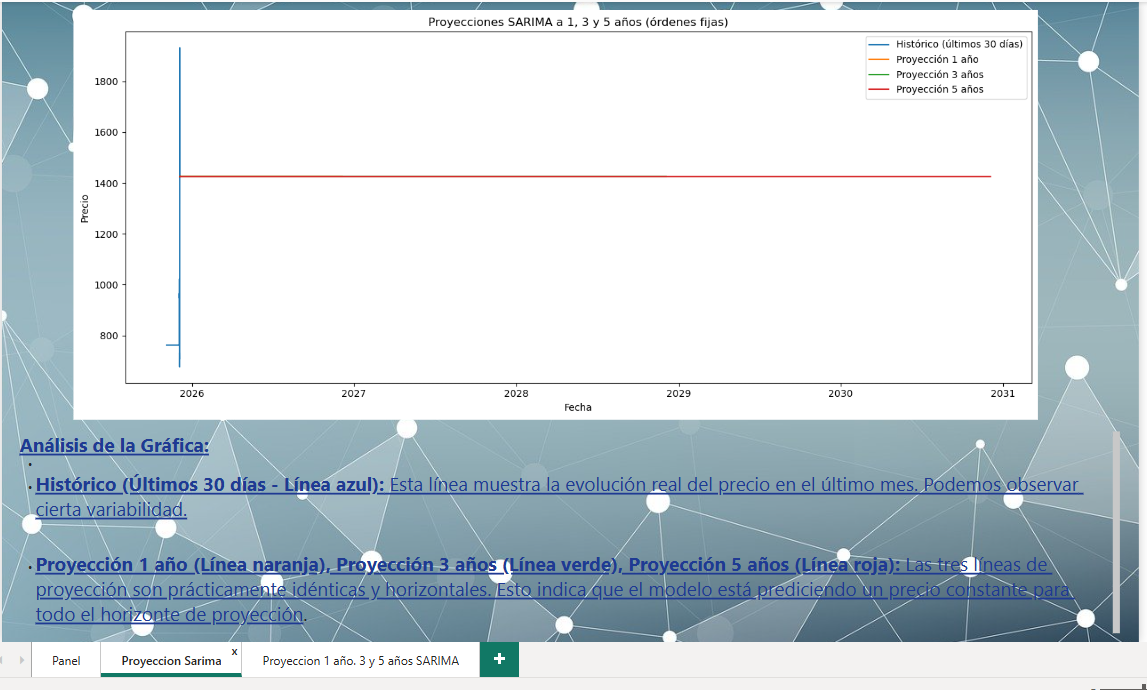 Proyecciones SARIMA a 1, 3 y 5 años (órdenes fijas)
Histórico (últimos 30 días)
Proyección 1 año
Proyección 3 años
Proyección 5 años
1800
1600
1400
1200
1000
800
Precio
2026 2027 2028 2029 2030 2031
Fecha
Análisis de la Gráfica:
•
• Histórico (Últimos 30 días - Línea azul): Esta línea muestra la evolución real del precio en el último mes. Podemos observar
cierta variabilidad.
• Proyección 1 año (Línea naranja), Proyección 3 años (Línea verde), Proyección 5 años (Línea roja): Las tres líneas de
proyección son prácticamente idénticas y horizontales. Esto indica que el modelo está prediciendo un precio constante para
todo el horizonte de proyección.
Panel Proyeccion Sarima x Proyeccion 1 año. 3 y 5 años SARIMA +